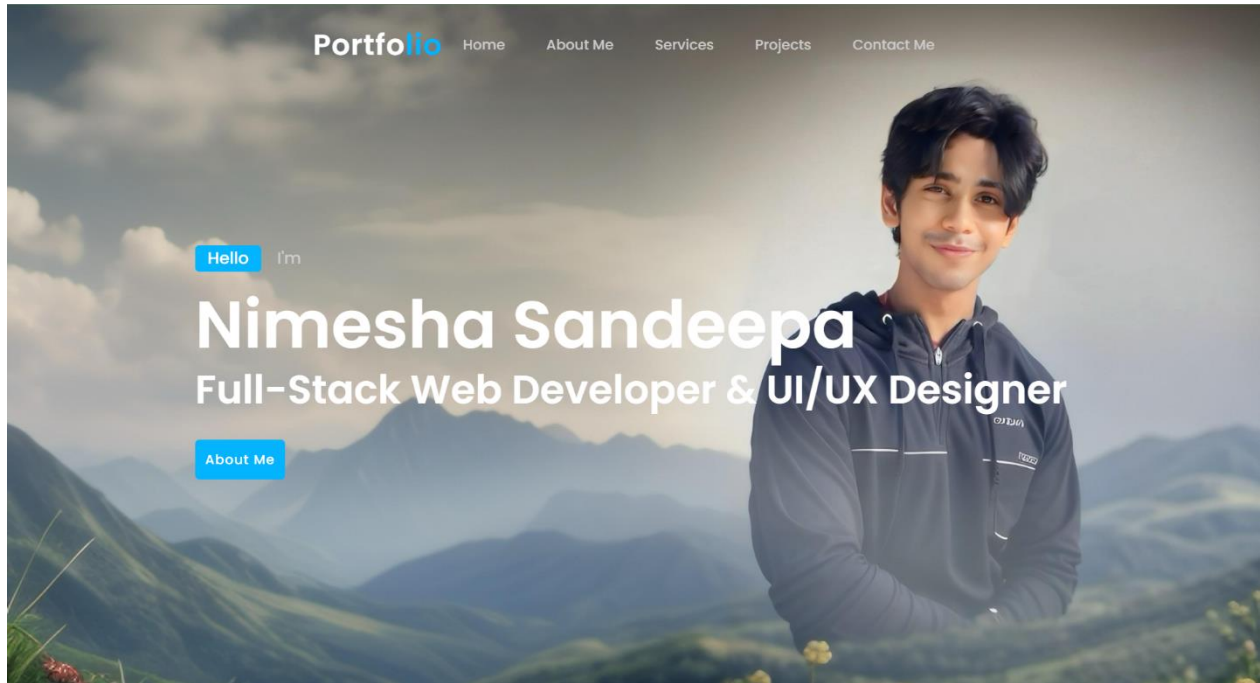 Portfolio Home About Me Services Projects Contact Me
Hello I'm
Nimesha Sandeepa
Full-Stack Web Developer & UI/UX Designer
About Me